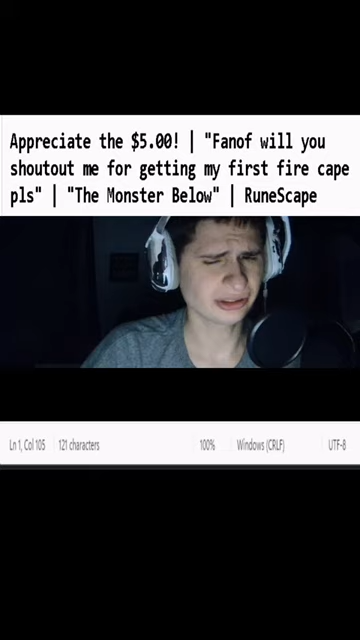 Appreciate the $5.00! | "Fanof will you
shoutout me for getting my first fire cape
pls" | "The Monster Below" | RuneScape
Ln 1, Col 105 121 characters 100% Windows (CRLF) UTF-8